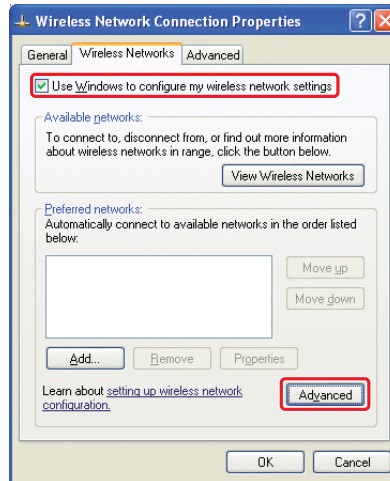 Wireless Network Connection Properties
General Wireless Networks Advanced
Use Windows to configure my wireless network settings
Available networks:
To connect to, disconnect from, or find out more information
about wireless networks in range, click the button below.
View Wireless Networks
Preferred networks:
Automatically connect to available networks in the order listed
below:
Move up
Move down
Add... Remove Properties
Learn about setting up wireless network
configuration.
Advanced
OK Cancel